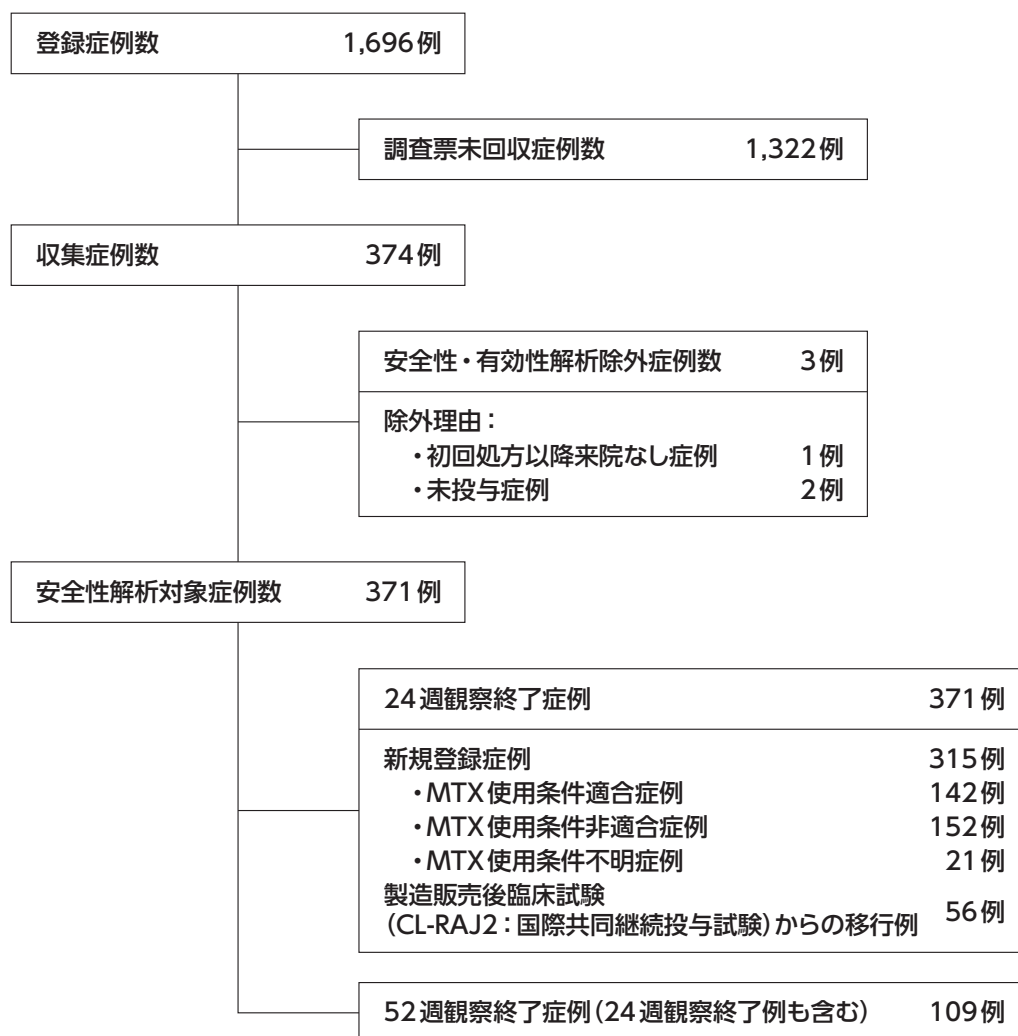 登録症例数 1,696例
調査票未回収症例数 1,322例
収集症例数 374例
安全性・有効性解析除外症例数 3例
除外理由：
・初回処方以降来院なし症例 1例
・未投与症例 2例
安全性解析対象症例数 371例
24週観察終了症例 371例
新規登録症例 315例
・MTX使用条件適合症例 142例
・MTX使用条件非適合症例 152例
・MTX使用条件不明症例 21例
製造販売後臨床試験
（CL-RAJ2：国際共同継続投与試験）からの移行例 56例
52週観察終了症例（24週観察終了例も含む） 109例